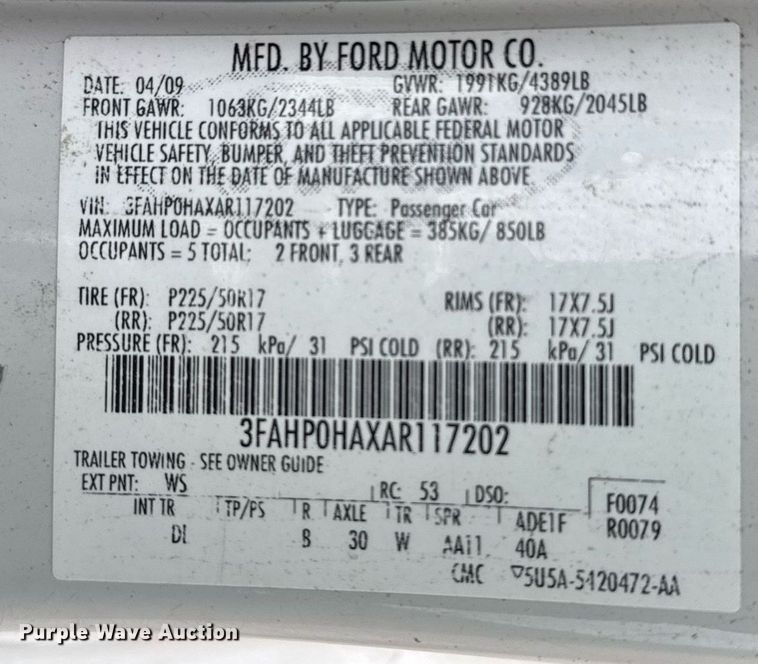 MFD. BY FORD MOTOR CO.
DATE: 04/09 GVWR: 1991KG/4389LB
FRONT GAWR: 1063KG/2344LB REAR GAWR: 928KG/2045LB
THIS VEHICLE CONFORMS TO ALL APPLICABLE FEDERAL MOTOR
VEHICLE SAFETY, BUMPER, AND THEFT PREVENTION STANDARDS
IN EFFECT ON THE DATE OF MANUFACTURE SHOWN ABOVE.
VIN: 3FAHP0HAXAR117202 TYPE: Passenger Car
MAXIMUM LOAD = OCCUPANTS + LUGGAGE = 385KG/ 850LB
OCCUPANTS = 5 TOTAL: 2 FRONT, 3 REAR
TIRE (FR): P225/50R17 RIMS (FR): 17X7.5J
(RR): P225/50R17 (RR): 17X7.5J
PRESSURE (FR): 215 kPa/ 31 PSI COLD (RR): 215 kPa/ 31 PSI COLD
3FAHP0HAXAR117202
TRAILER TOWING - SEE OWNER GUIDE
EXT PNT: WS RC: 53 DSO: F0074
INT TR TP/PS R AXLE TR SPR ADE1F R0079
DL 8 30 W AA11 40A
CMC 5U5A-5420472-AA
Purple Wave Auction